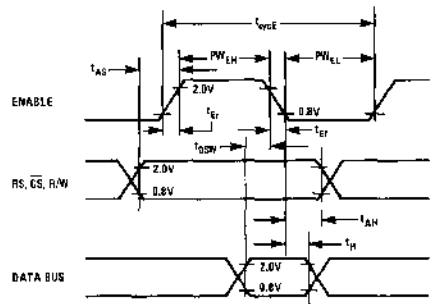 tcycE
PWEH
PWEL
tAS
2.0V
ENABLE
0.8V
tEr
tEr
tDSW
RS, CS, R/W
2.0V
0.8V
tAH
tH
DATA BUS
2.0V
0.8V